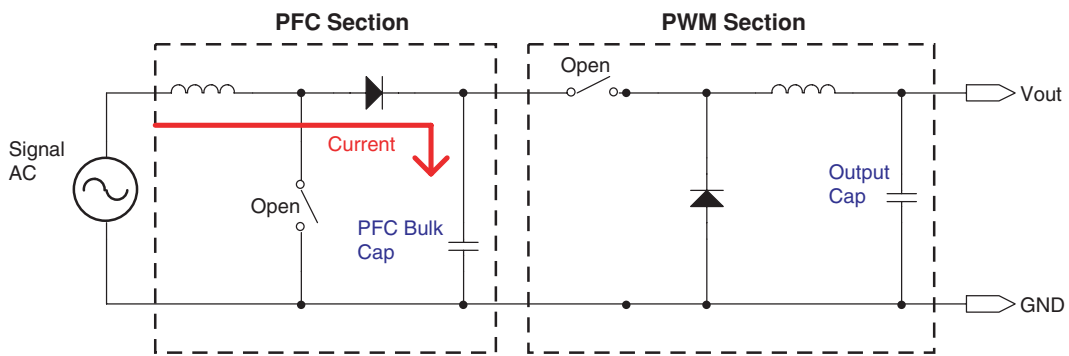 PFC Section
PWM Section
Open
Vout
Signal
AC
Current
Open
PFC Bulk
Cap
Output
Cap
GND